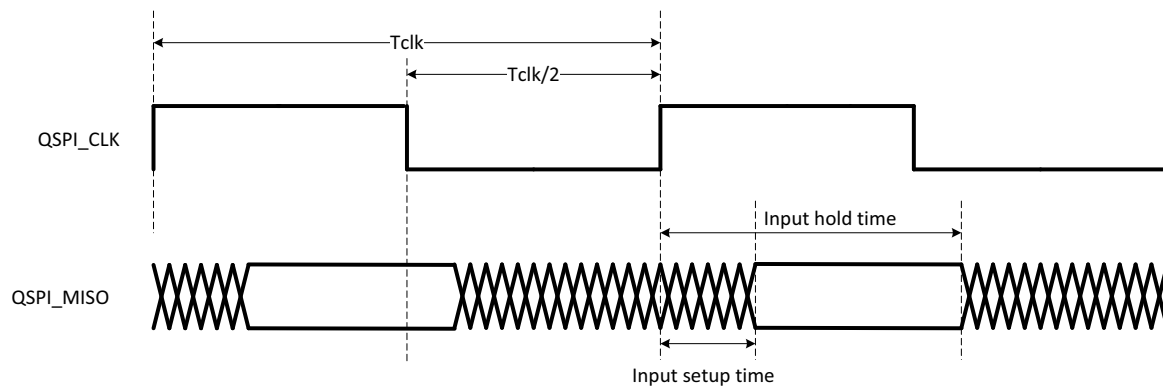 Tclk
Tclk/2
QSPI_CLK
Input hold time
QSPI_MISO
Input setup time